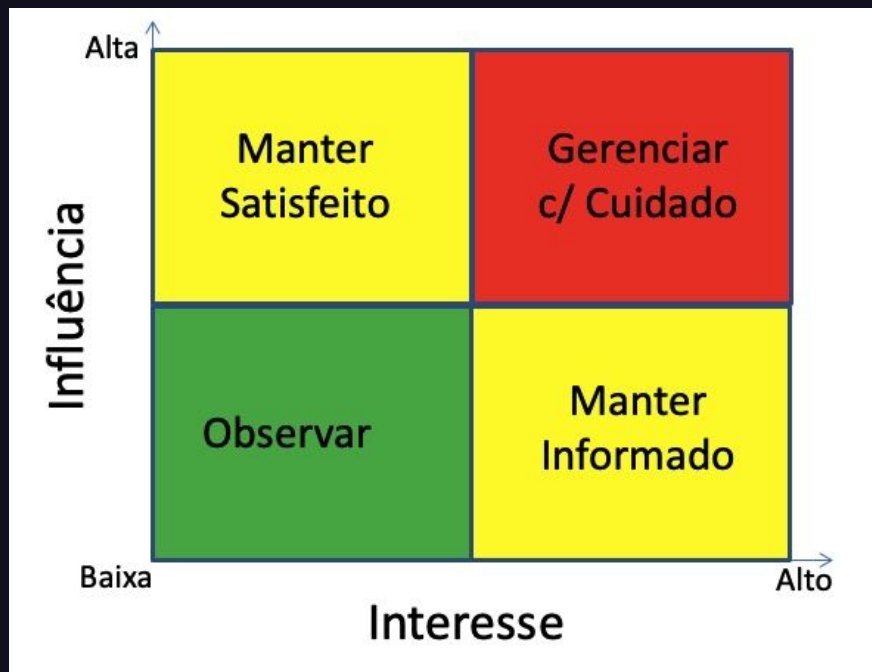 Alta
Manter
Satisfeito
Gerenciar
c/ Cuidado
Influência
Observar
Manter
Informado
Baixa
Alto
Interesse